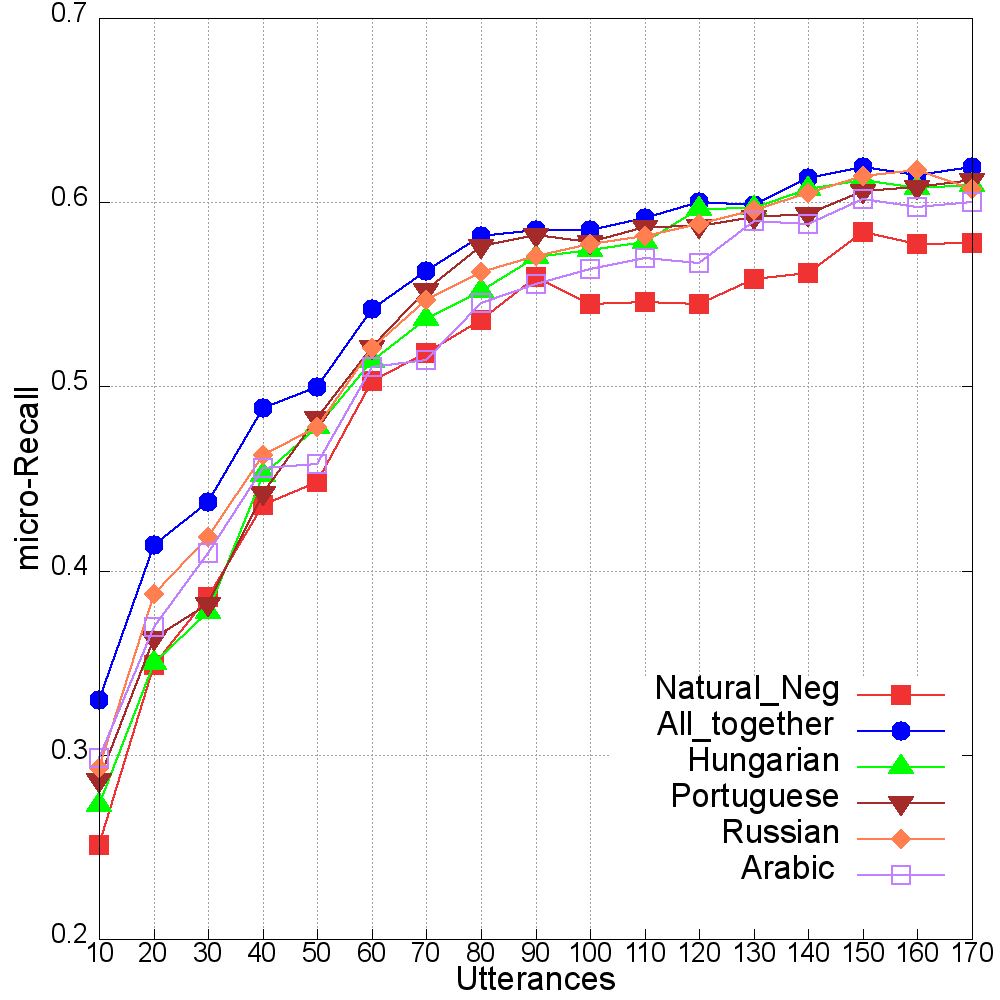 0.7
0.6
0.5
0.4
0.3
0.2
micro-Recall
Natural_Neg
All_together
Hungarian
Portuguese
Russian
Arabic
10 20 30 40 50 60 70 80 90 100 110 120 130 140 150 160 170
Utterances